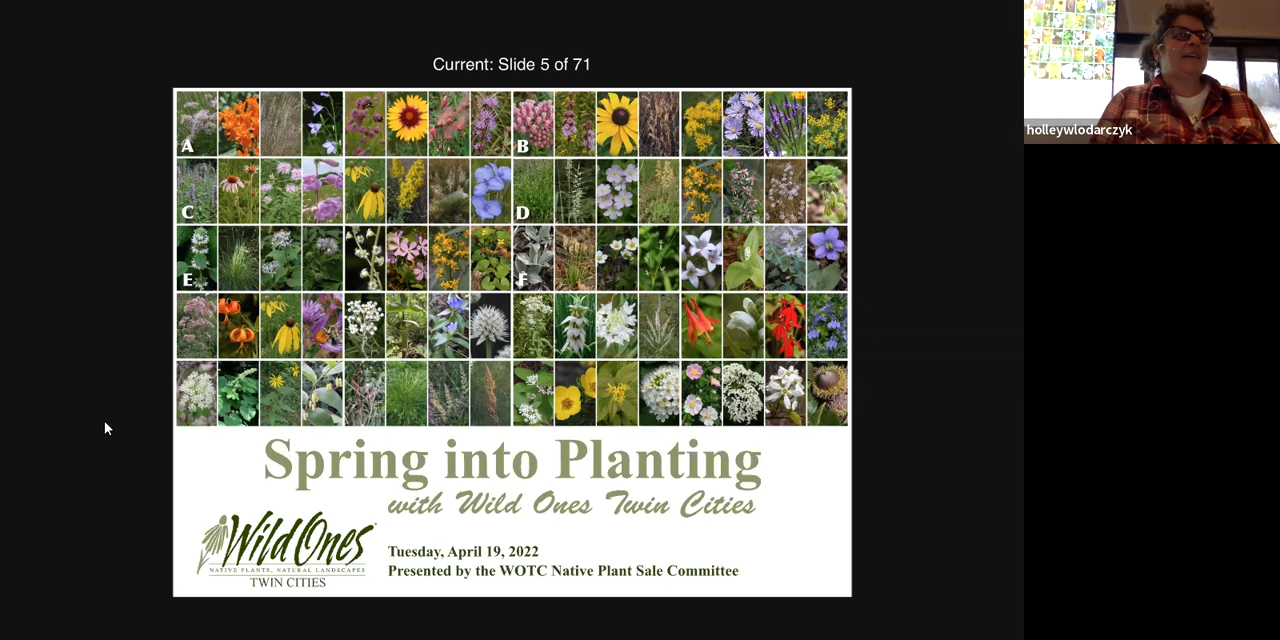 Current: Slide 5 of 71
holleywlodarczyk
A
B
C
D
E
F
Spring into Planting
with Wild Ones Twin Cities
Wild Ones®
NATIVE PLANTS, NATURAL LANDSCAPES
TWIN CITIES
Tuesday, April 19, 2022
Presented by the WOTC Native Plant Sale Committee